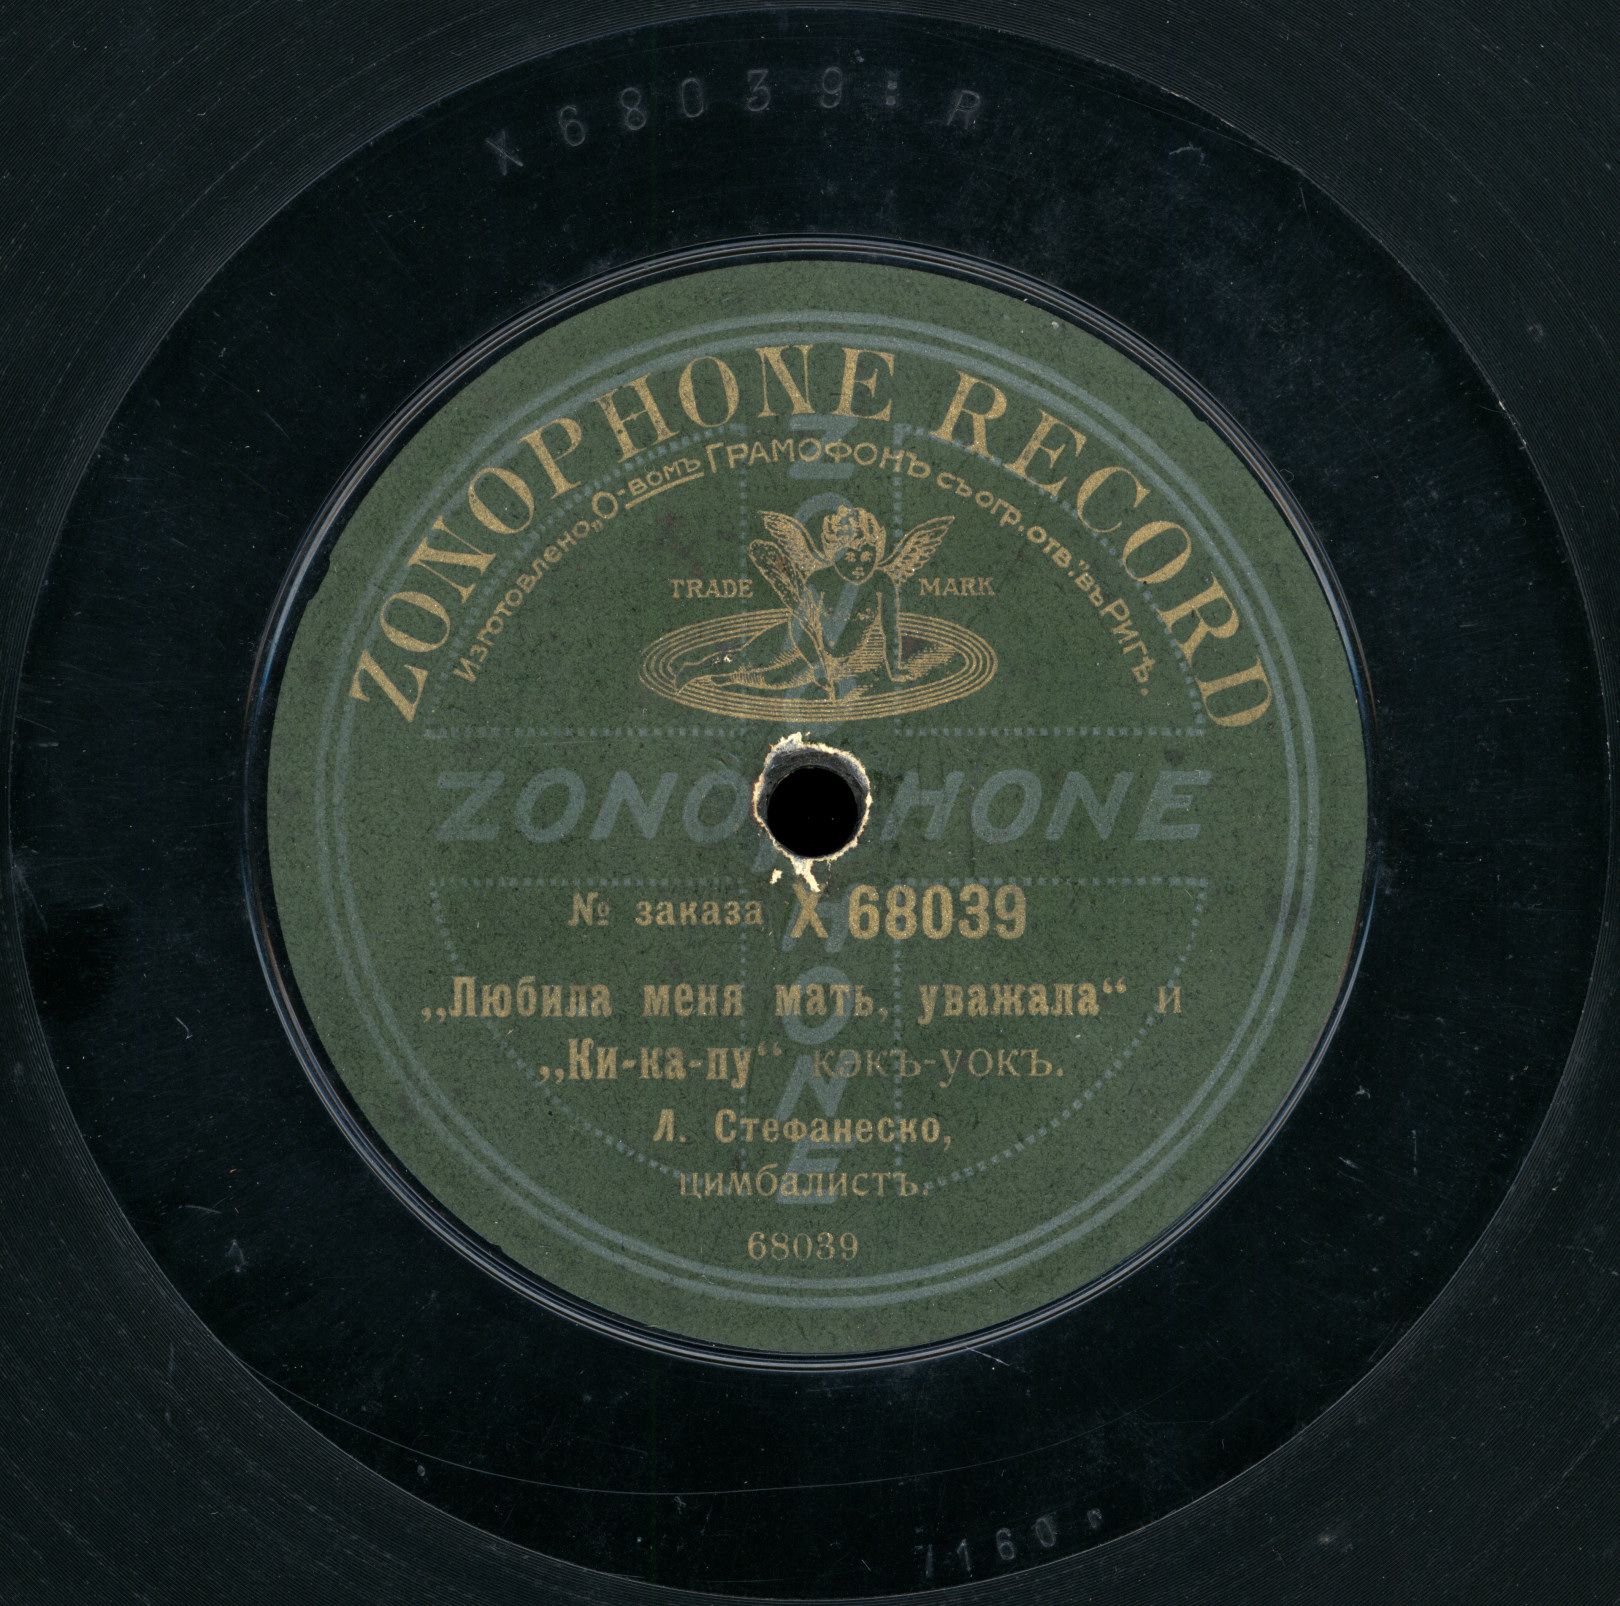 X 68039 : R
ZONOPHONE RECORD
Изготовлено „О-вомъ ГРАМОФОНЪ съ огр. отв.“ въ Ригѣ.
TRADE MARK
ZONOPHONE
ZONOPHONE
№ заказа X 68039
„Любила меня мать, уважала“ и
„Ки-ка-пу“ кэкъ-уокъ.
Л. Стефанеско,
цимбалистъ.
68039
7160 r